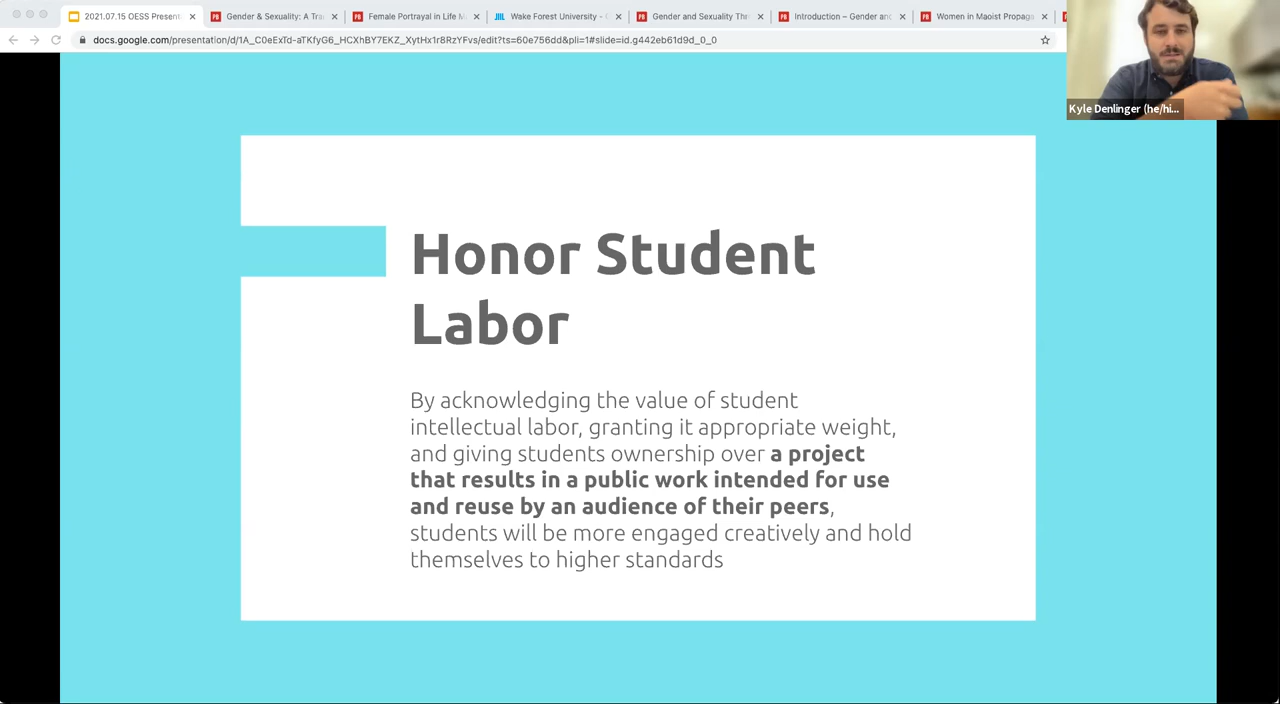 2021.07.15 OESS Present
Gender & Sexuality: A Tra
Female Portrayal in Life M
Wake Forest University -
Gender and Sexuality Thr
Introduction – Gender and
Women in Maoist Propaga
docs.google.com/presentation/d/1A_C0eExTd-aTKfyG6_HCXhBY7EKZ_XytHx1r8RzYFvs/edit?ts=60e756dd&pli=1#slide=id.g442eb61d9d_0_0
Kyle Denlinger (he/hi...
Honor Student
Labor
By acknowledging the value of student
intellectual labor, granting it appropriate weight,
and giving students ownership over a project
that results in a public work intended for use
and reuse by an audience of their peers,
students will be more engaged creatively and hold
themselves to higher standards